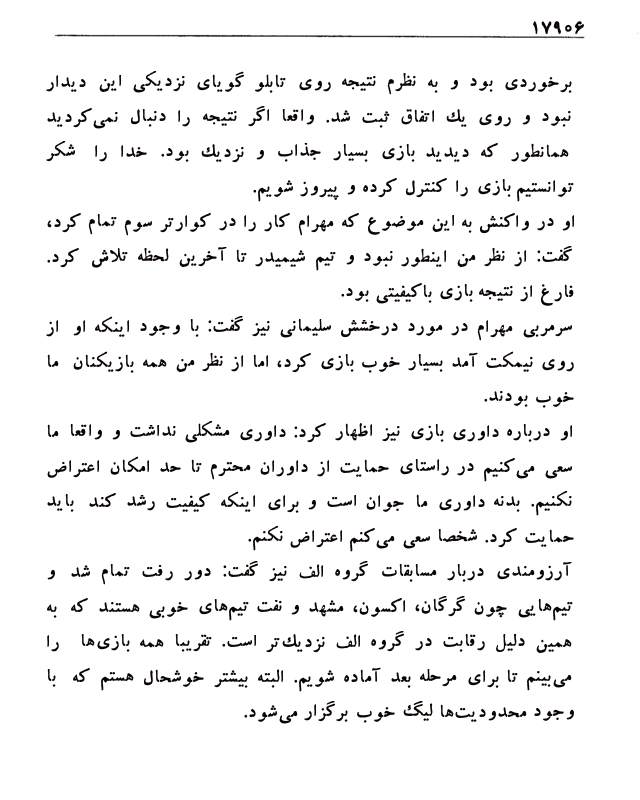 ۱۷۹۰۶
برخوردی بود و به نظرم نتیجه روی تابلو گویای نزدیکی این دیدار
نبود و روی یك اتفاق ثبت شد. واقعا اگر نتیجه را دنبال نمی‌کردید
همانطور که دیدید بازی بسیار جذاب و نزدیك بود. خدا را شکر
توانستیم بازی را کنترل کرده و پیروز شویم.
او در واکنش به این موضوع که مهرام کار را در کوارتر سوم تمام کرد،
گفت: از نظر من اینطور نبود و تیم شیمیدر تا آخرین لحظه تلاش کرد.
فارغ از نتیجه بازی باکیفیتی بود.
سرمربی مهرام در مورد درخشش سلیمانی نیز گفت: با وجود اینکه او از
روی نیمکت آمد بسیار خوب بازی کرد، اما از نظر من همه بازیکنان ما
خوب بودند.
او درباره داوری بازی نیز اظهار کرد: داوری مشکلی نداشت و واقعا ما
سعی می‌کنیم در راستای حمایت از داوران محترم تا حد امکان اعتراض
نکنیم. بدنه داوری ما جوان است و برای اینکه کیفیت رشد کند باید
حمایت کرد. شخصا سعی می‌کنم اعتراض نکنم.
آرزومندی دربار مسابقات گروه الف نیز گفت: دور رفت تمام شد و
تیم‌هایی چون گرگان، اکسون، مشهد و نفت تیم‌های خوبی هستند که به
همین دلیل رقابت در گروه الف نزدیك‌تر است. تقریبا همه بازی‌ها را
می‌بینم تا برای مرحله بعد آماده شویم. البته بیشتر خوشحال هستم که با
وجود محدودیت‌ها لیگ خوب برگزار می‌شود.